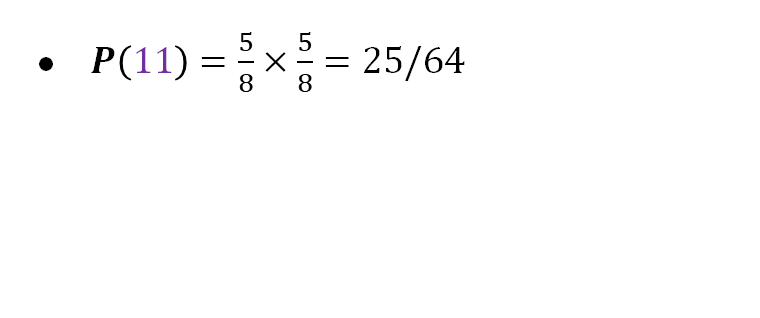 • P(11) = 5/8 × 5/8 = 25/64